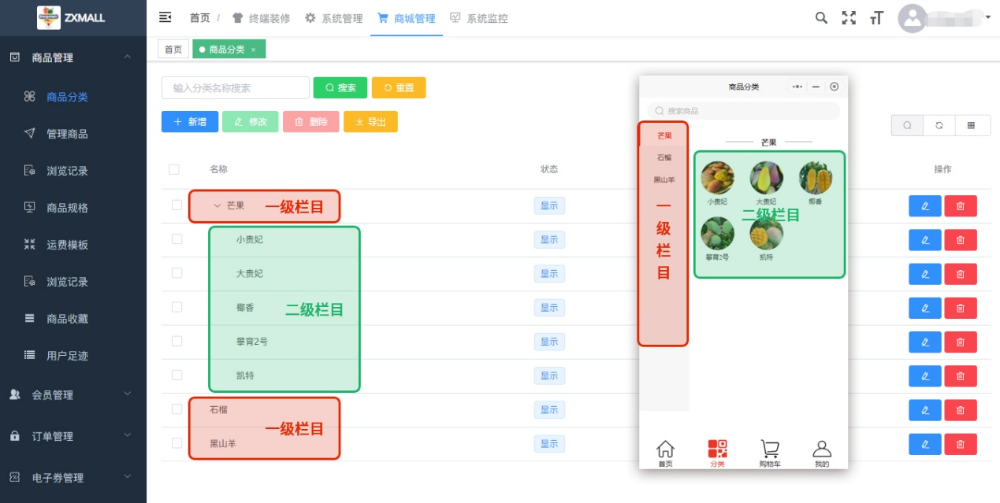 ZXMALL
首页 / 终端装修 系统管理 商城管理 系统监控
首页 商品分类 ×
商品管理
商品分类
管理商品
浏览记录
商品规格
运费模板
浏览记录
商品收藏
用户足迹
会员管理
订单管理
电子券管理
输入分类名称搜索 搜索 重置
新增 修改 删除 导出
名称 状态 操作
芒果 一级栏目 显示
小贵妃 显示
大贵妃 显示
椰香 二级栏目 显示
攀育2号 显示
凯特 显示
石榴 显示
一级栏目
黑山羊 显示
商品分类
搜索商品
芒果
石榴
黑山羊
一级栏目
芒果
小贵妃 大贵妃 椰香
二级栏目
攀育2号 凯特
首页 分类 购物车 我的